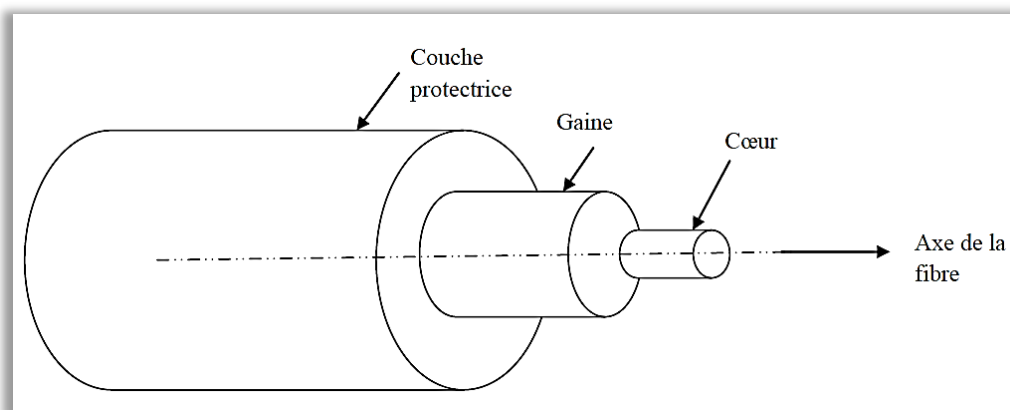 Couche
protectrice
Gaine
Cœur
Axe de la
fibre